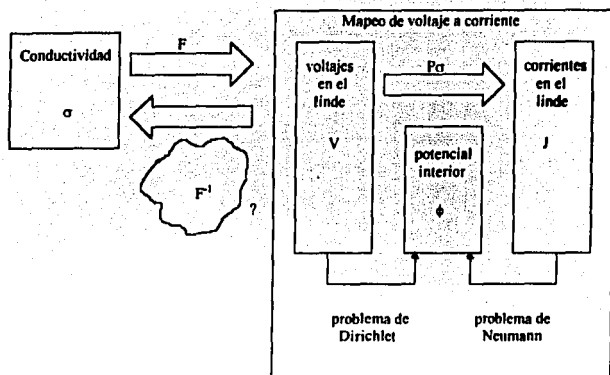 Mapeo de voltaje a corriente
Conductividad
σ
F
F⁻¹
?
voltajes
en el
linde
V
Pσ
potencial
interior
ϕ
corrientes
en el
linde
J
problema de
Dirichlet
problema de
Neumann